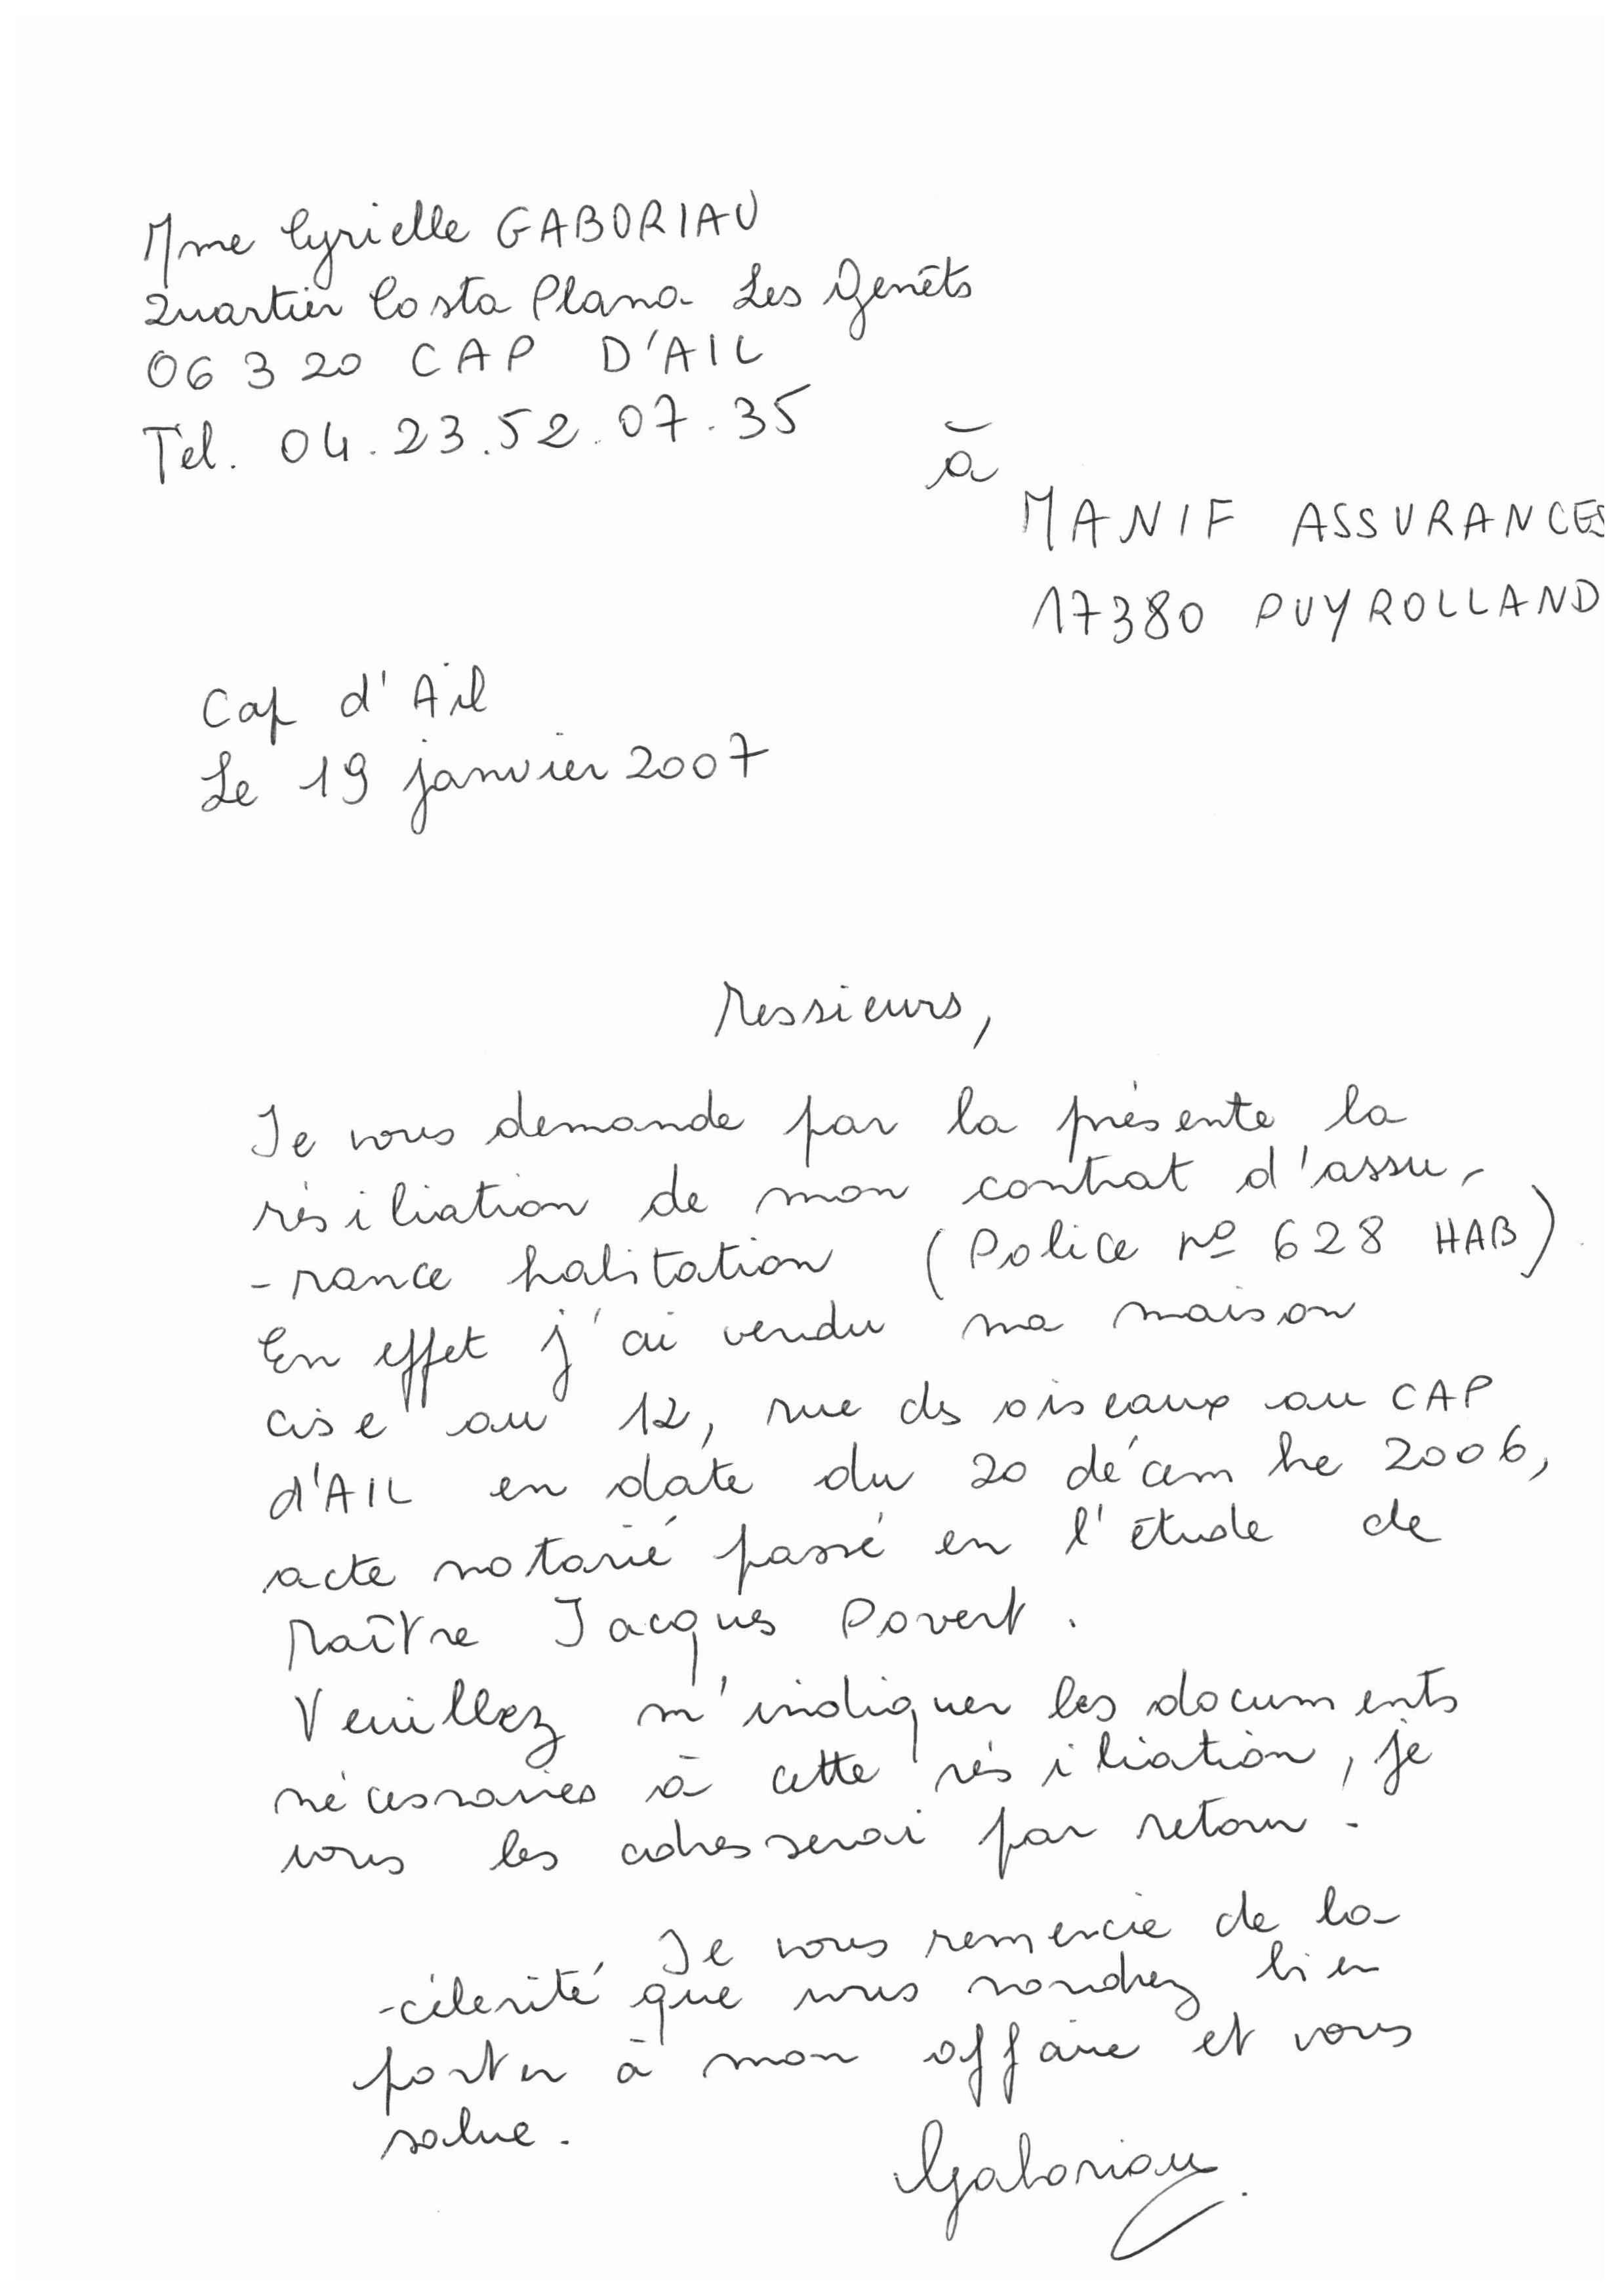 Mme Cyrielle GABORIAU
Quartier Costa Plana Les Genêts
06 320 CAP D'AIL
Tel. 04.23.52.07.35
à
MANIF ASSURANCES
17380 PUYROLLAND
Cap d'Ail
Le 19 janvier 2007
Messieurs,
Je vous demande par la présente la
résiliation de mon contrat d'assu-
-rance habitation (Police nº 628 HAB)
En effet j'ai vendu ma maison
cise au 12, rue des oiseaux au CAP
d'AIL en date du 20 décembre 2006,
acte notarié passé en l'étude de
Maître Jacques Povert.
Veuillez m'indiquer les documents
nécessaires à cette résiliation, je
vous les adresserai par retour.
Je vous remercie de la
-célérité que vous voudrez bien
porter à mon affaire et vous
salue.
Gaboriau